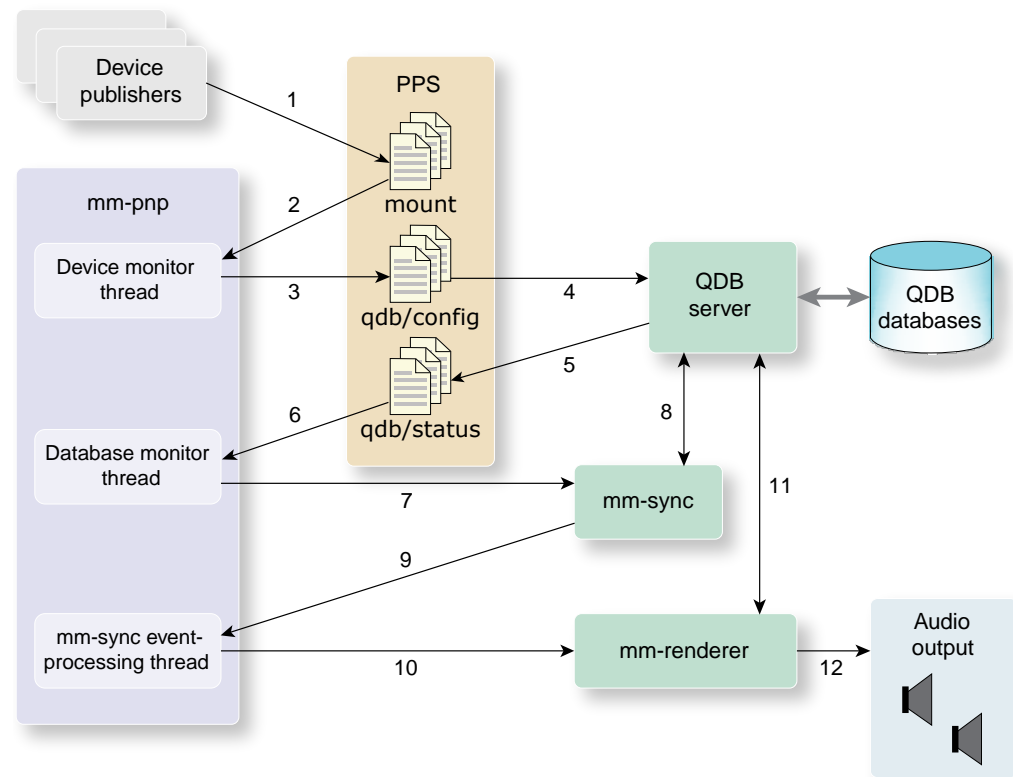 Device
publishers
PPS
1
mount
mm-pnp
2
Device monitor
thread
3
qdb/config
4
QDB
server
QDB
databases
5
qdb/status
6
Database monitor
thread
7
8
mm-sync
11
9
mm-sync event-
processing thread
10
mm-renderer
12
Audio
output